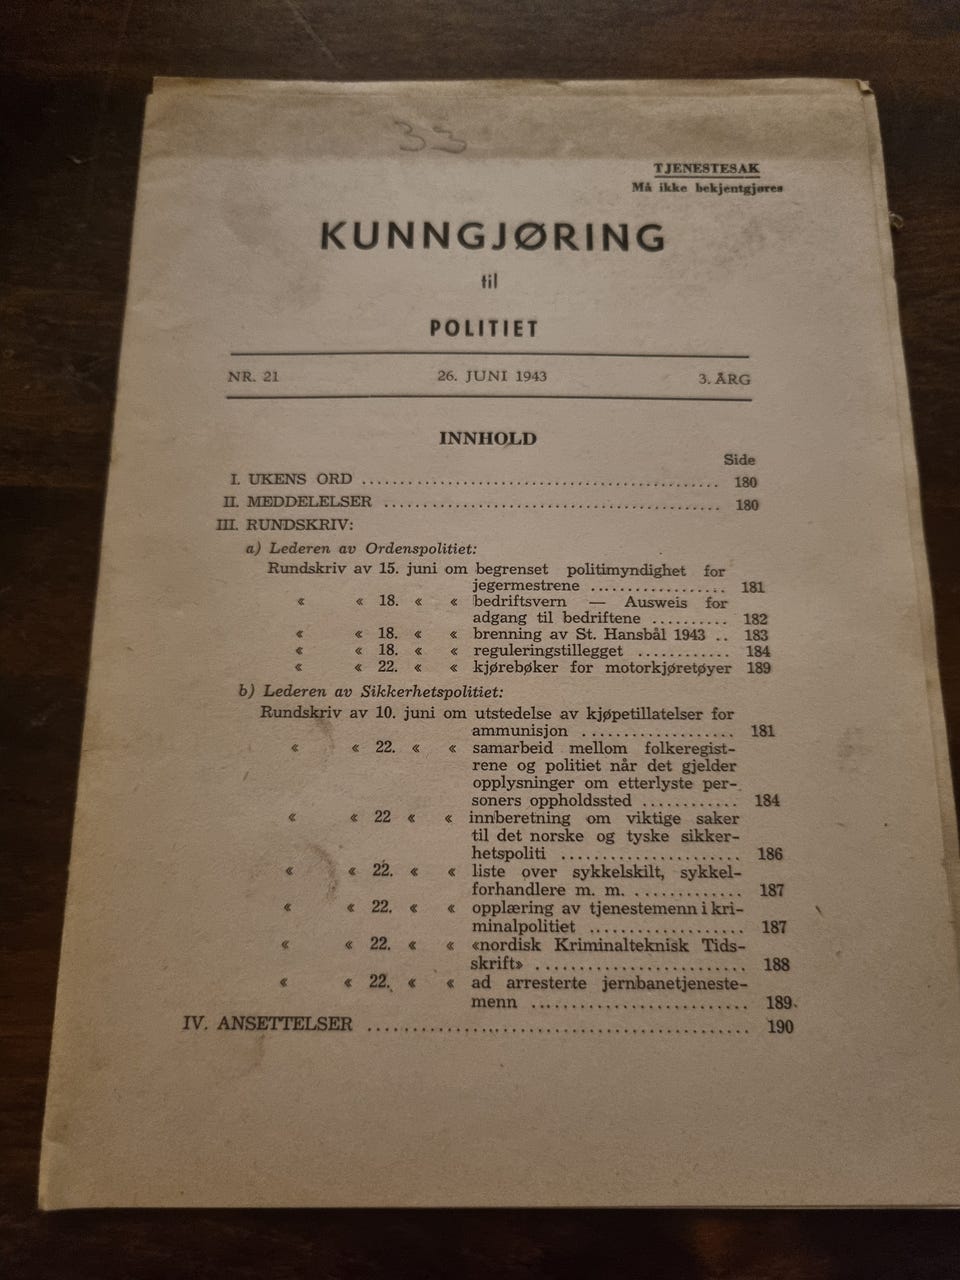 33
TJENESTESAK
Må ikke bekjentgjøres
KUNNGJØRING
til
POLITIET
NR. 21 26. JUNI 1943 3. ÅRG
INNHOLD
Side
I. UKENS ORD ................................................ 180
II. MEDDELELSER ............................................. 180
III. RUNDSKRIV:
a) Lederen av Ordenspolitiet:
Rundskriv av 15. juni om begrenset politimyndighet for
jegermestrene .................. 181
« « 18. « « bedriftsvern — Ausweis for
adgang til bedriftene .......... 182
« « 18. « « brenning av St. Hansbål 1943 .. 183
« « 18. « « reguleringstillegget ............ 184
« « 22. « « kjørebøker for motorkjøretøyer 189
b) Lederen av Sikkerhetspolitiet:
Rundskriv av 10. juni om utstedelse av kjøpetillatelser for
ammunisjon .................. 181
« « 22. « « samarbeid mellom folkeregist-
rene og politiet når det gjelder
opplysninger om etterlyste per-
soners oppholdssted ............ 184
« « 22 « « innberetning om viktige saker
til det norske og tyske sikker-
hetspoliti ...................... 186
« « 22. « « liste over sykkelskilt, sykkel-
forhandlere m. m. ............. 187
« « 22. « « opplæring av tjenestemenn i kri-
minalpolitiet .................. 187
« « 22. « « «nordisk Kriminalteknisk Tids-
skrift» ......................... 188
« « 22. « « ad arresterte jernbanetjeneste-
menn .......................... 189
IV. ANSETTELSER ............................................. 190